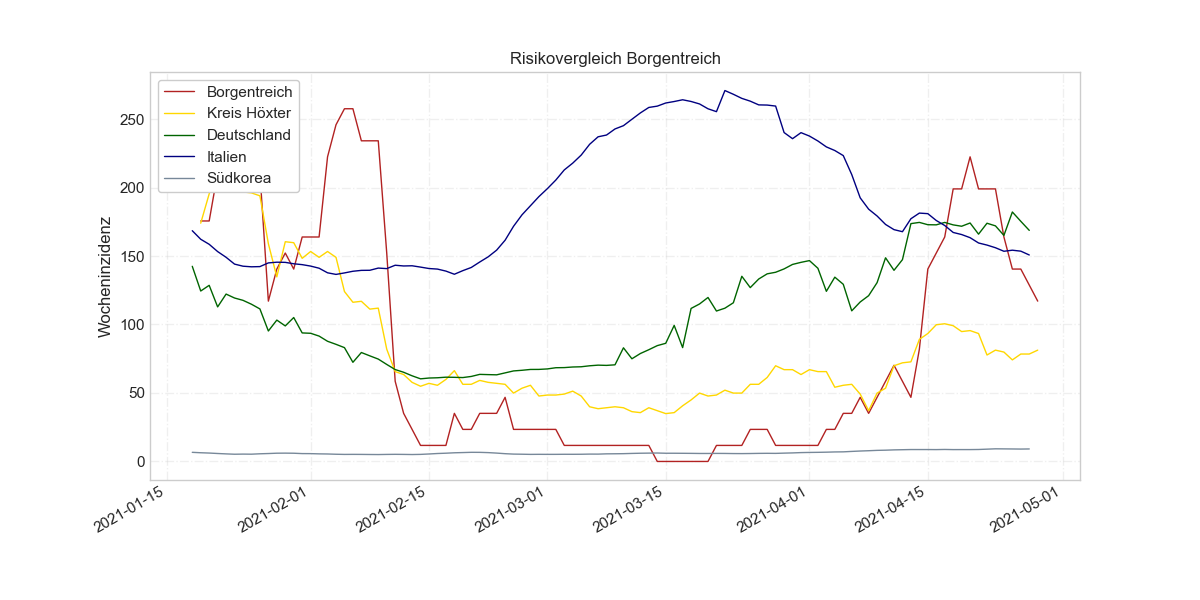 Risikovergleich Borgentreich
Borgentreich
Kreis Höxter
Deutschland
Italien
Südkorea
Wocheninzidenz
250
200
150
100
50
0
2021-01-15
2021-02-01
2021-02-15
2021-03-01
2021-03-15
2021-04-01
2021-04-15
2021-05-01